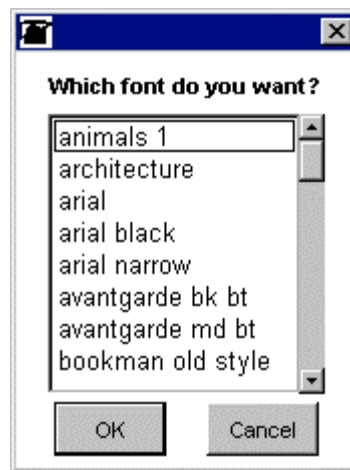 Which font do you want?
animals 1
architecture
arial
arial black
arial narrow
avantgarde bk bt
avantgarde md bt
bookman old style
OK Cancel